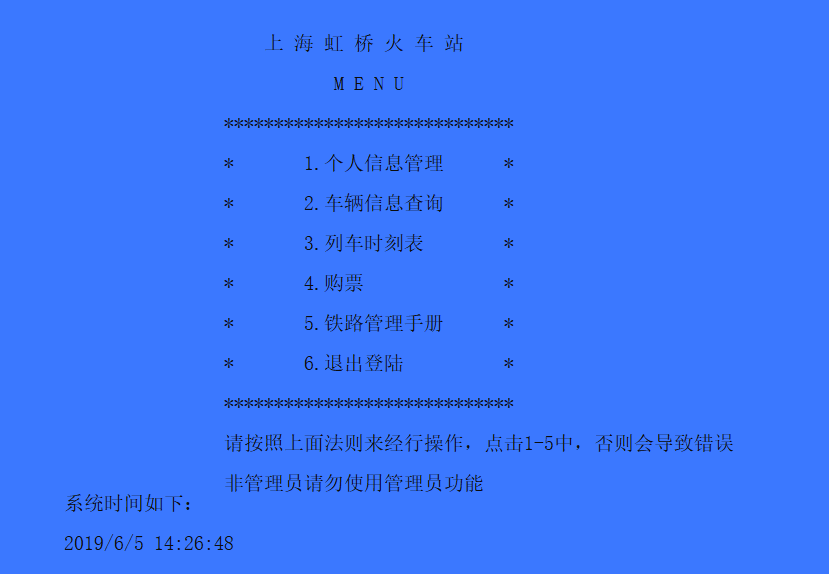 上 海 虹 桥 火 车 站
M E N U
*****************************
* 1.个人信息管理 *
* 2.车辆信息查询 *
* 3.列车时刻表 *
* 4.购票 *
* 5.铁路管理手册 *
* 6.退出登陆 *
*****************************
请按照上面法则来经行操作，点击1-5中，否则会导致错误
非管理员请勿使用管理员功能
系统时间如下：
2019/6/5 14:26:48